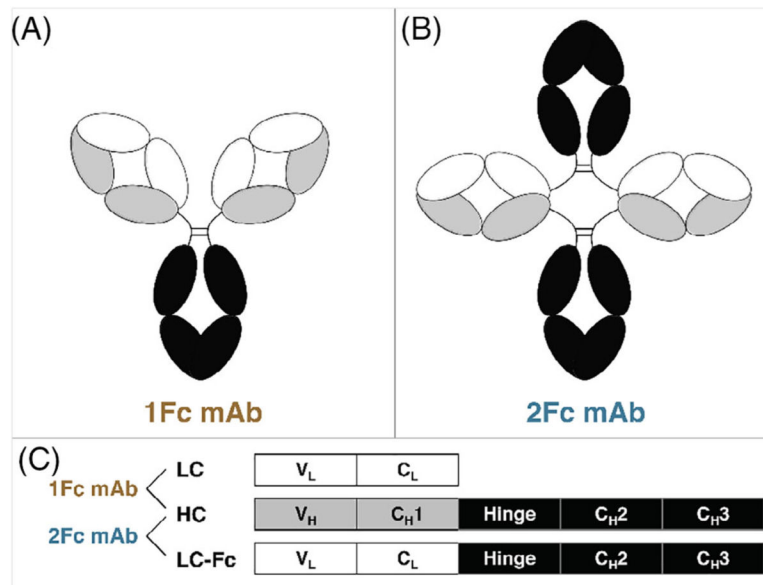 (A)
(B)
1Fc mAb
2Fc mAb
(C)
LC
V_L C_L
1Fc mAb
HC
V_H C_H1 Hinge C_H2 C_H3
2Fc mAb
LC-Fc
V_L C_L Hinge C_H2 C_H3